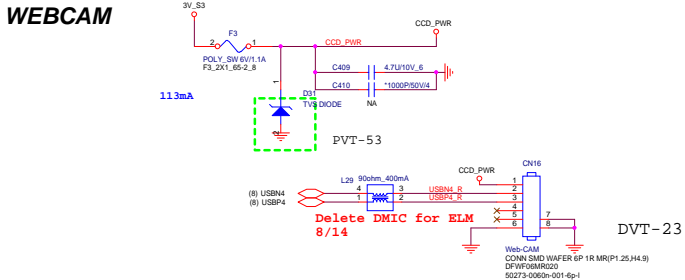 WEBCAM
3V_S3
F3
2
1
POLY_SW 6V/1.1A
F3_2X1_65-2_8
CCD_PWR
CCD_PWR
C409
4.7U/10V_6
C410
*1000P/50V/4
NA
113mA
1
D31
TVS DIODE
2
PVT-53
CN16
CCD_PWR
L29
90ohm_400mA
(8) USBN4
4
3
USBN4_R
(8) USBP4
1
2
USBP4_R
1
2
3
4
5
6
7
8
Delete DMIC for ELM
8/14
DVT-23
Web-CAM
CONN SMD WAFER 6P 1R MR(P1.25,H4.9)
DFWF06MR020
50273-0060n-001-6p-l